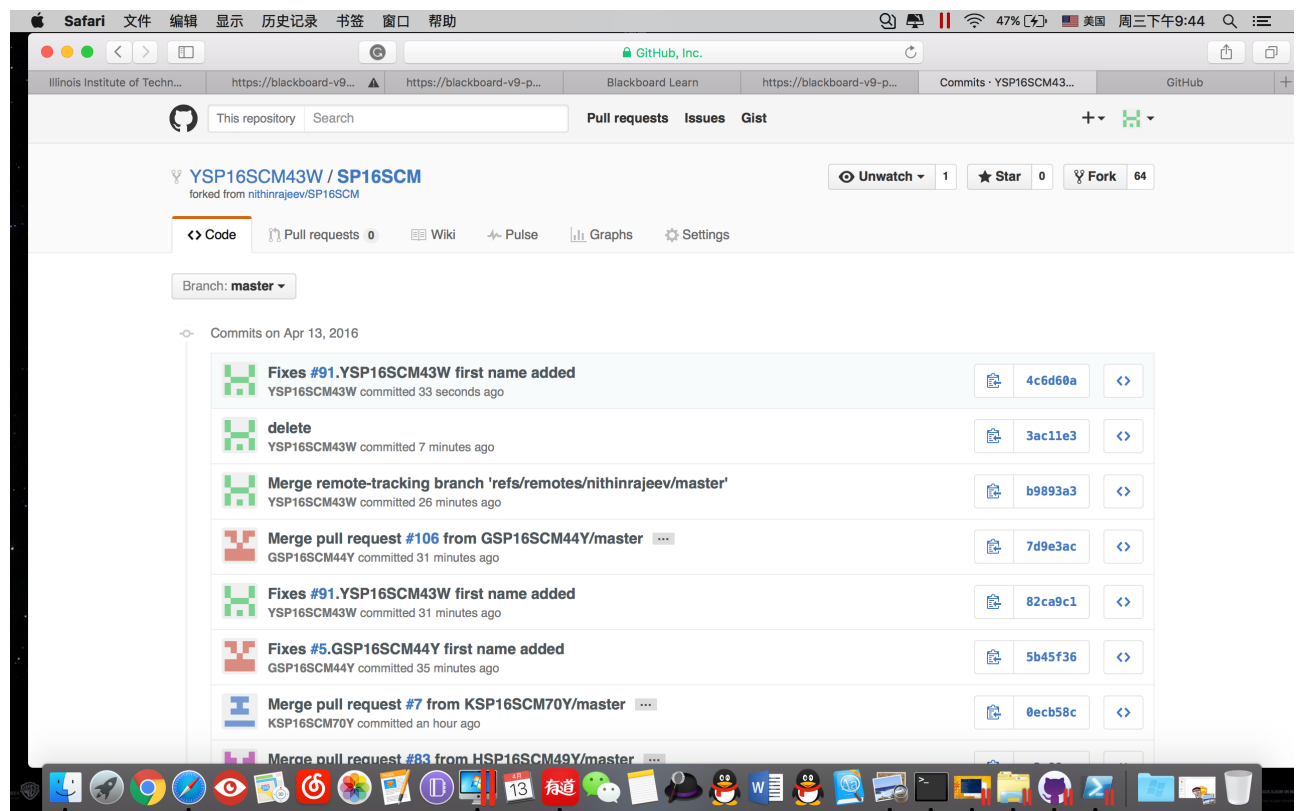 Safari 文件 编辑 显示 历史记录 书签 窗口 帮助 47% 美国 周三下午9:44
GitHub, Inc.
Illinois Institute of Techn... https://blackboard-v9... https://blackboard-v9-p... Blackboard Learn https://blackboard-v9-p... Commits · YSP16SCM43... GitHub
This repository Search Pull requests Issues Gist
YSP16SCM43W / SP16SCM Unwatch 1 Star 0 Fork 64
forked from nithinrajeev/SP16SCM
Code Pull requests 0 Wiki Pulse Graphs Settings
Branch: master
Commits on Apr 13, 2016
Fixes #91.YSP16SCM43W first name added
YSP16SCM43W committed 33 seconds ago
4c6d60a
delete
YSP16SCM43W committed 7 minutes ago
3ac11e3
Merge remote-tracking branch 'refs/remotes/nithinrajeev/master'
YSP16SCM43W committed 26 minutes ago
b9893a3
Merge pull request #106 from GSP16SCM44Y/master ...
GSP16SCM44Y committed 31 minutes ago
7d9e3ac
Fixes #91.YSP16SCM43W first name added
YSP16SCM43W committed 31 minutes ago
82ca9c1
Fixes #5.GSP16SCM44Y first name added
GSP16SCM44Y committed 35 minutes ago
5b45f36
Merge pull request #7 from KSP16SCM70Y/master ...
KSP16SCM70Y committed an hour ago
0ecb58c
Merge pull request #83 from HSP16SCM49Y/master ...
4月
13
有道